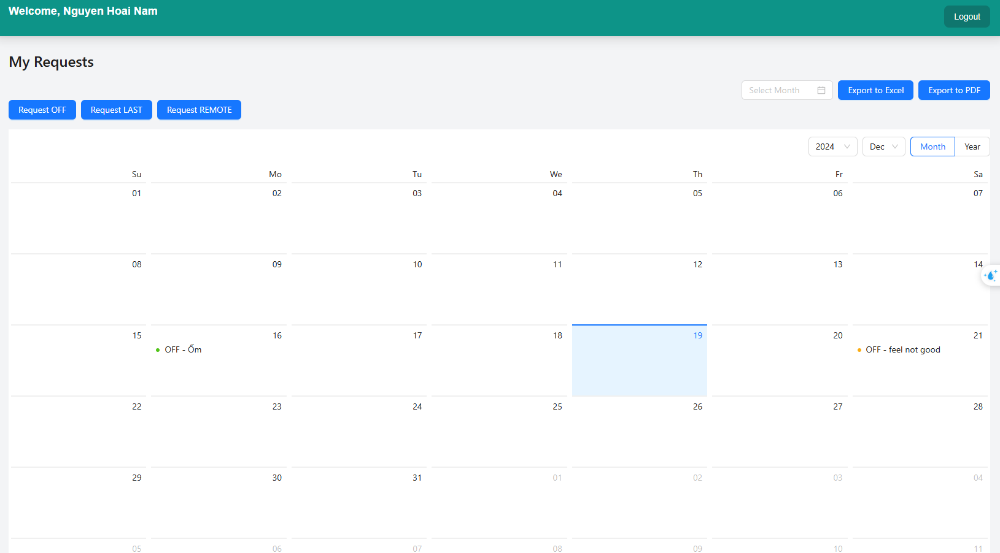 Welcome, Nguyen Hoai Nam
Logout
My Requests
Select Month Export to Excel Export to PDF
Request OFF Request LAST Request REMOTE
2024 Dec Month Year
Su Mo Tu We Th Fr Sa
01 02 03 04 05 06 07
08 09 10 11 12 13 14
15 16 17 18 19 20 21
OFF - Ốm OFF - feel not good
22 23 24 25 26 27 28
29 30 31 01 02 03 04
05 06 07 08 09 10 11